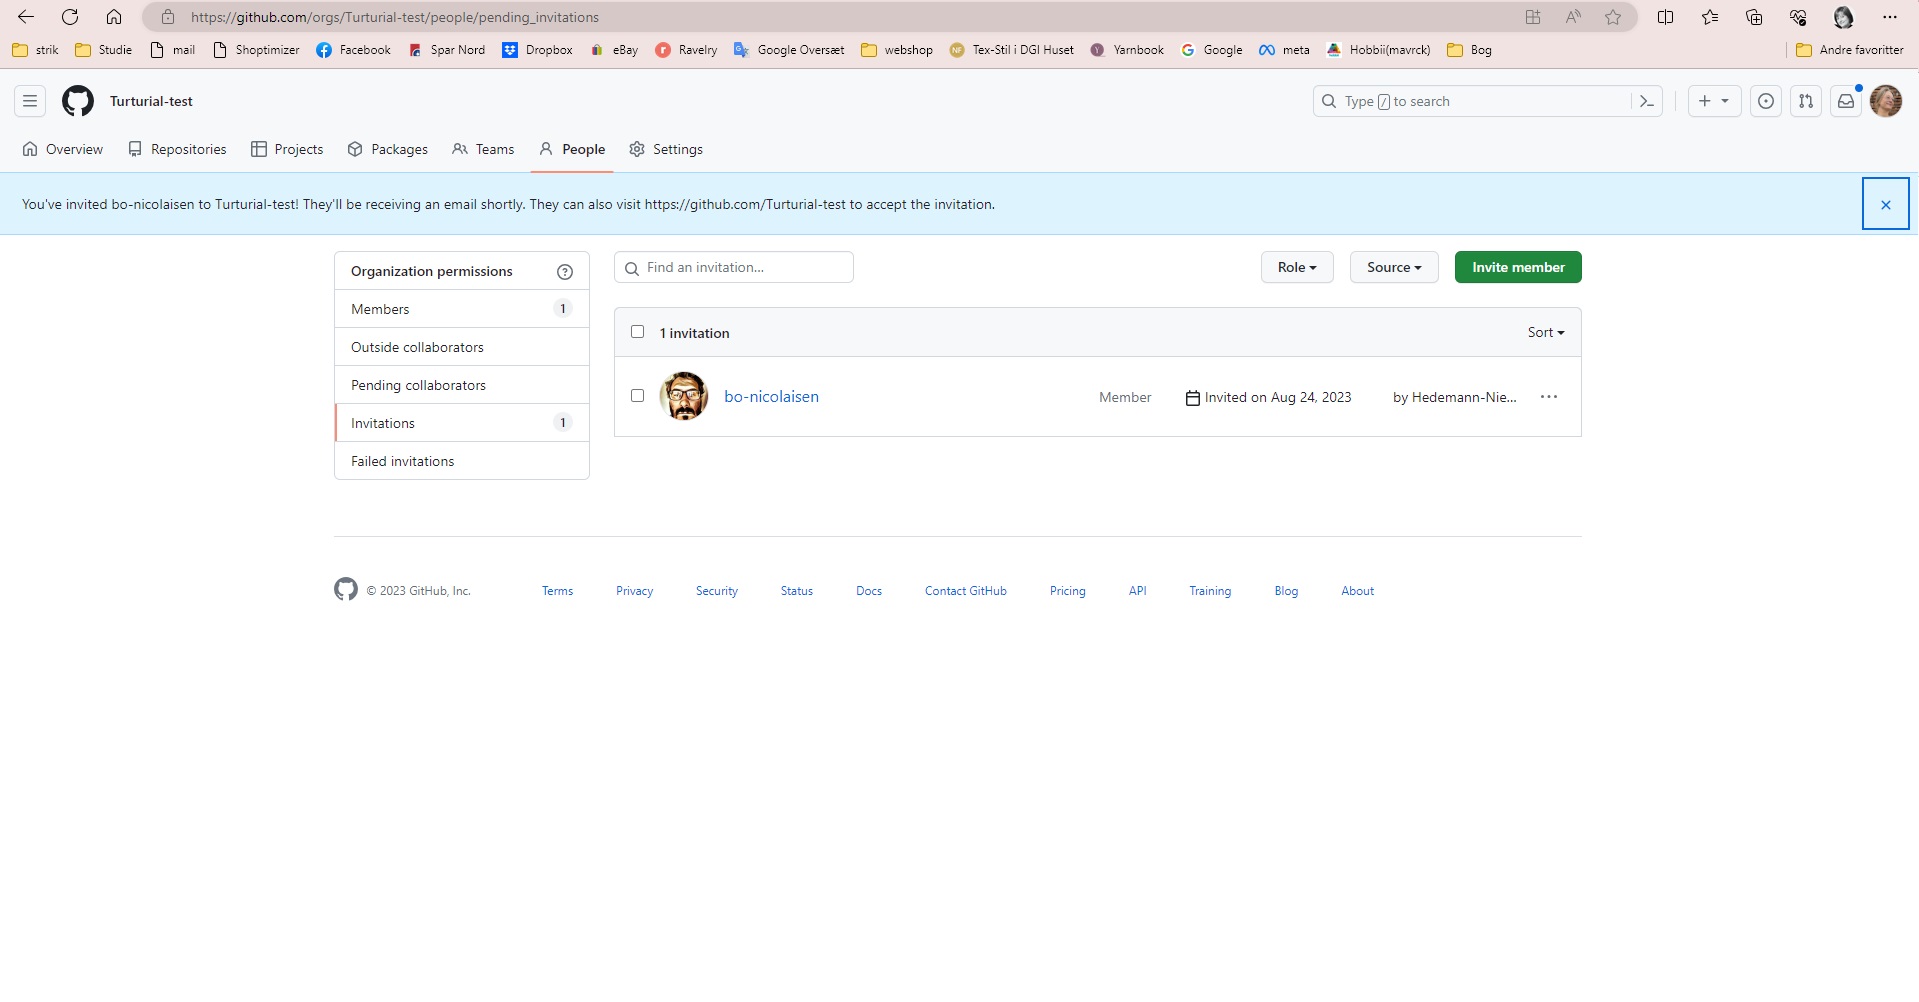 https://github.com/orgs/Turturial-test/people/pending_invitations
strik Studie mail Shoptimizer Facebook Spar Nord Dropbox eBay Ravelry Google Oversæt webshop Tex-Stil i DGI Huset Yarnbook Google meta Hobbii(mavrck) Bog Andre favoritter
Turturial-test Type / to search
Overview Repositories Projects Packages Teams People Settings
You've invited bo-nicolaisen to Turturial-test! They'll be receiving an email shortly. They can also visit https://github.com/Turturial-test to accept the invitation.
Organization permissions
Members 1
Outside collaborators
Pending collaborators
Invitations 1
Failed invitations
Find an invitation... Role Source Invite member
1 invitation Sort
bo-nicolaisen Member Invited on Aug 24, 2023 by Hedemann-Nie...
© 2023 GitHub, Inc. Terms Privacy Security Status Docs Contact GitHub Pricing API Training Blog About